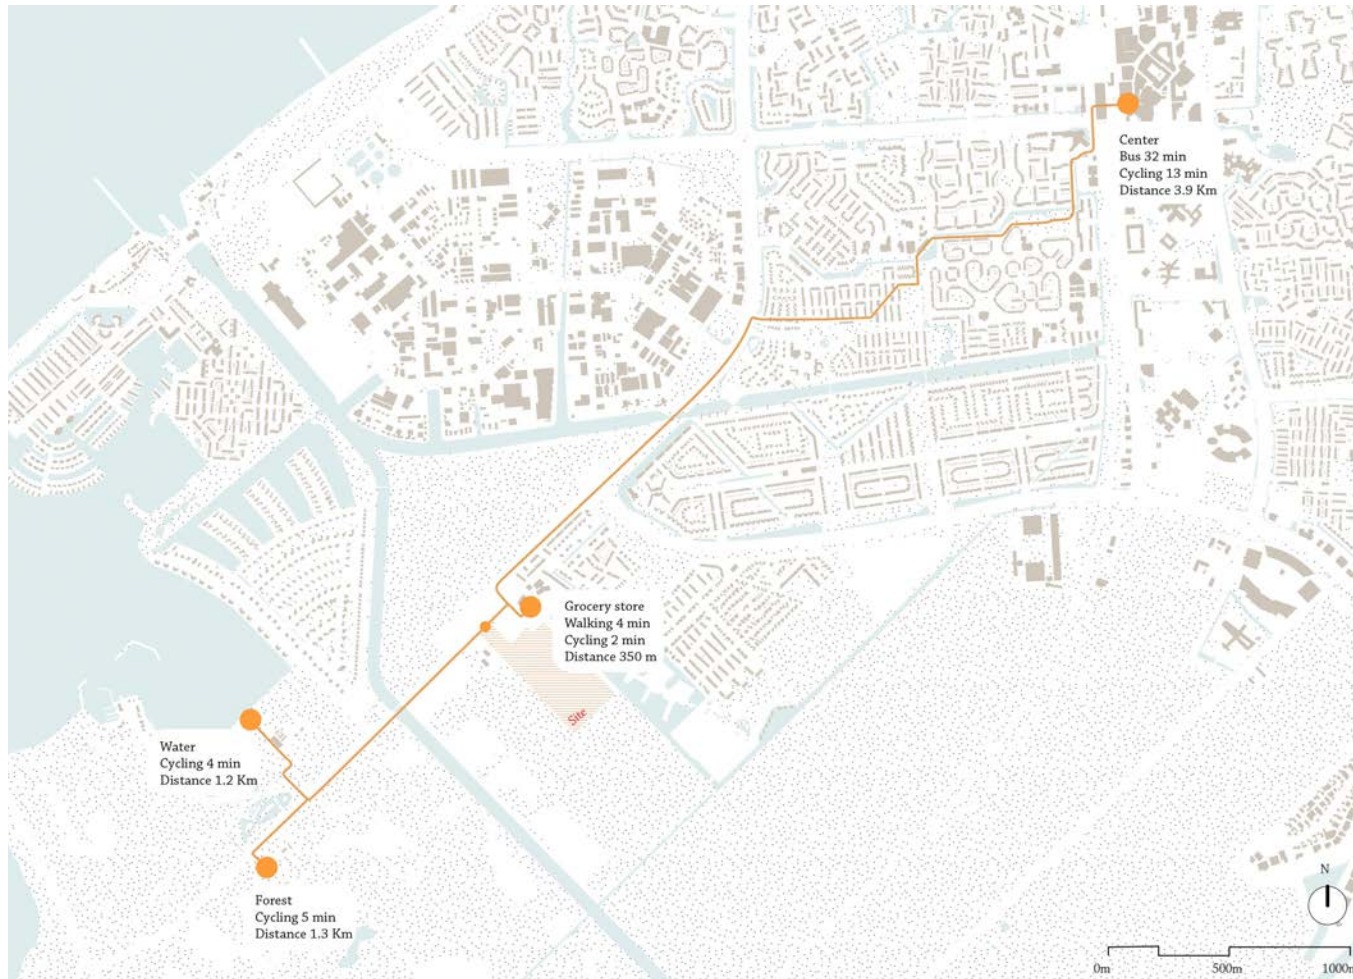 Center
Bus 32 min
Cycling 13 min
Distance 3.9 Km
Grocery store
Walking 4 min
Cycling 2 min
Distance 350 m
Site
Water
Cycling 4 min
Distance 1.2 Km
Forest
Cycling 5 min
Distance 1.3 Km
N
0m 500m 1000m